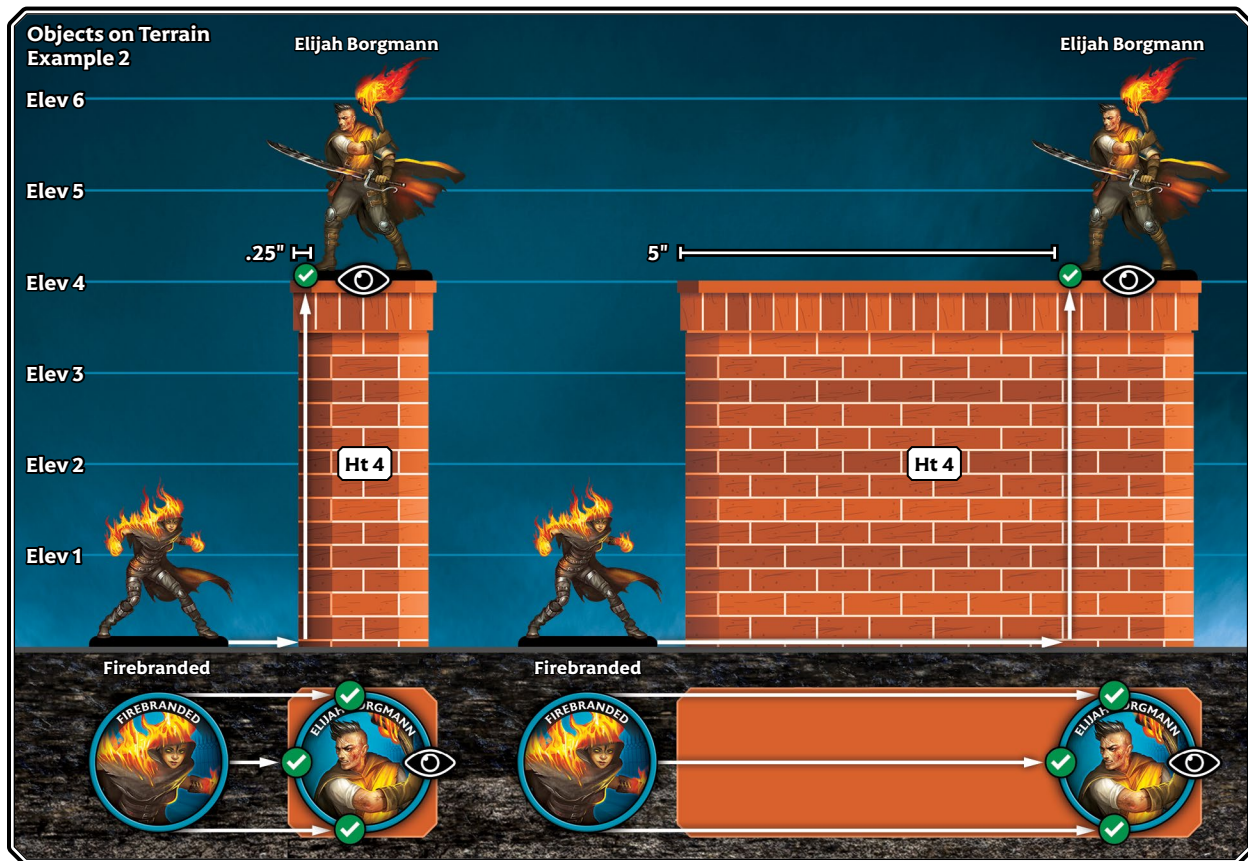 Objects on Terrain
Example 2
Elijah Borgmann
Elijah Borgmann
Elev 6
Elev 5
.25"
5"
Elev 4
Elev 3
Elev 2
Ht 4
Ht 4
Elev 1
Firebranded
Firebranded
FIREBRANDED
ELIJAH BORGMANN
FIREBRANDED
ELIJAH BORGMANN